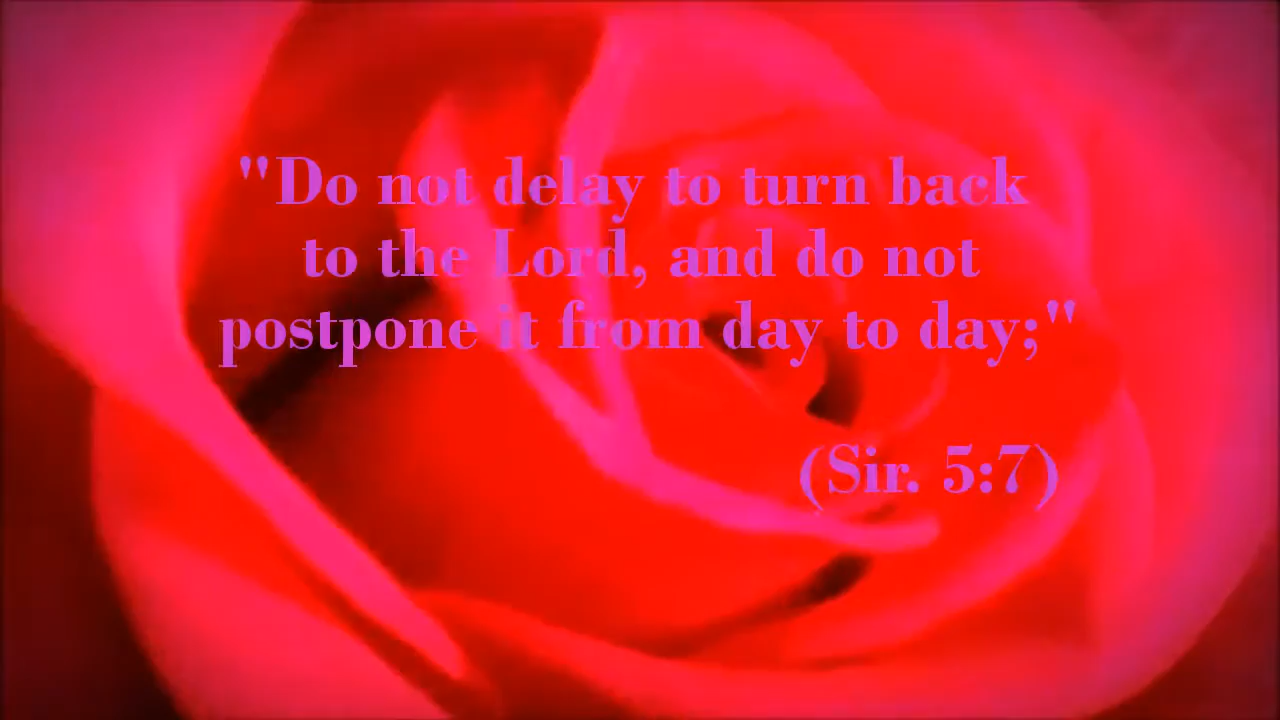 "Do not delay to turn back
to the Lord, and do not
postpone it from day to day;"
(Sir. 5:7)